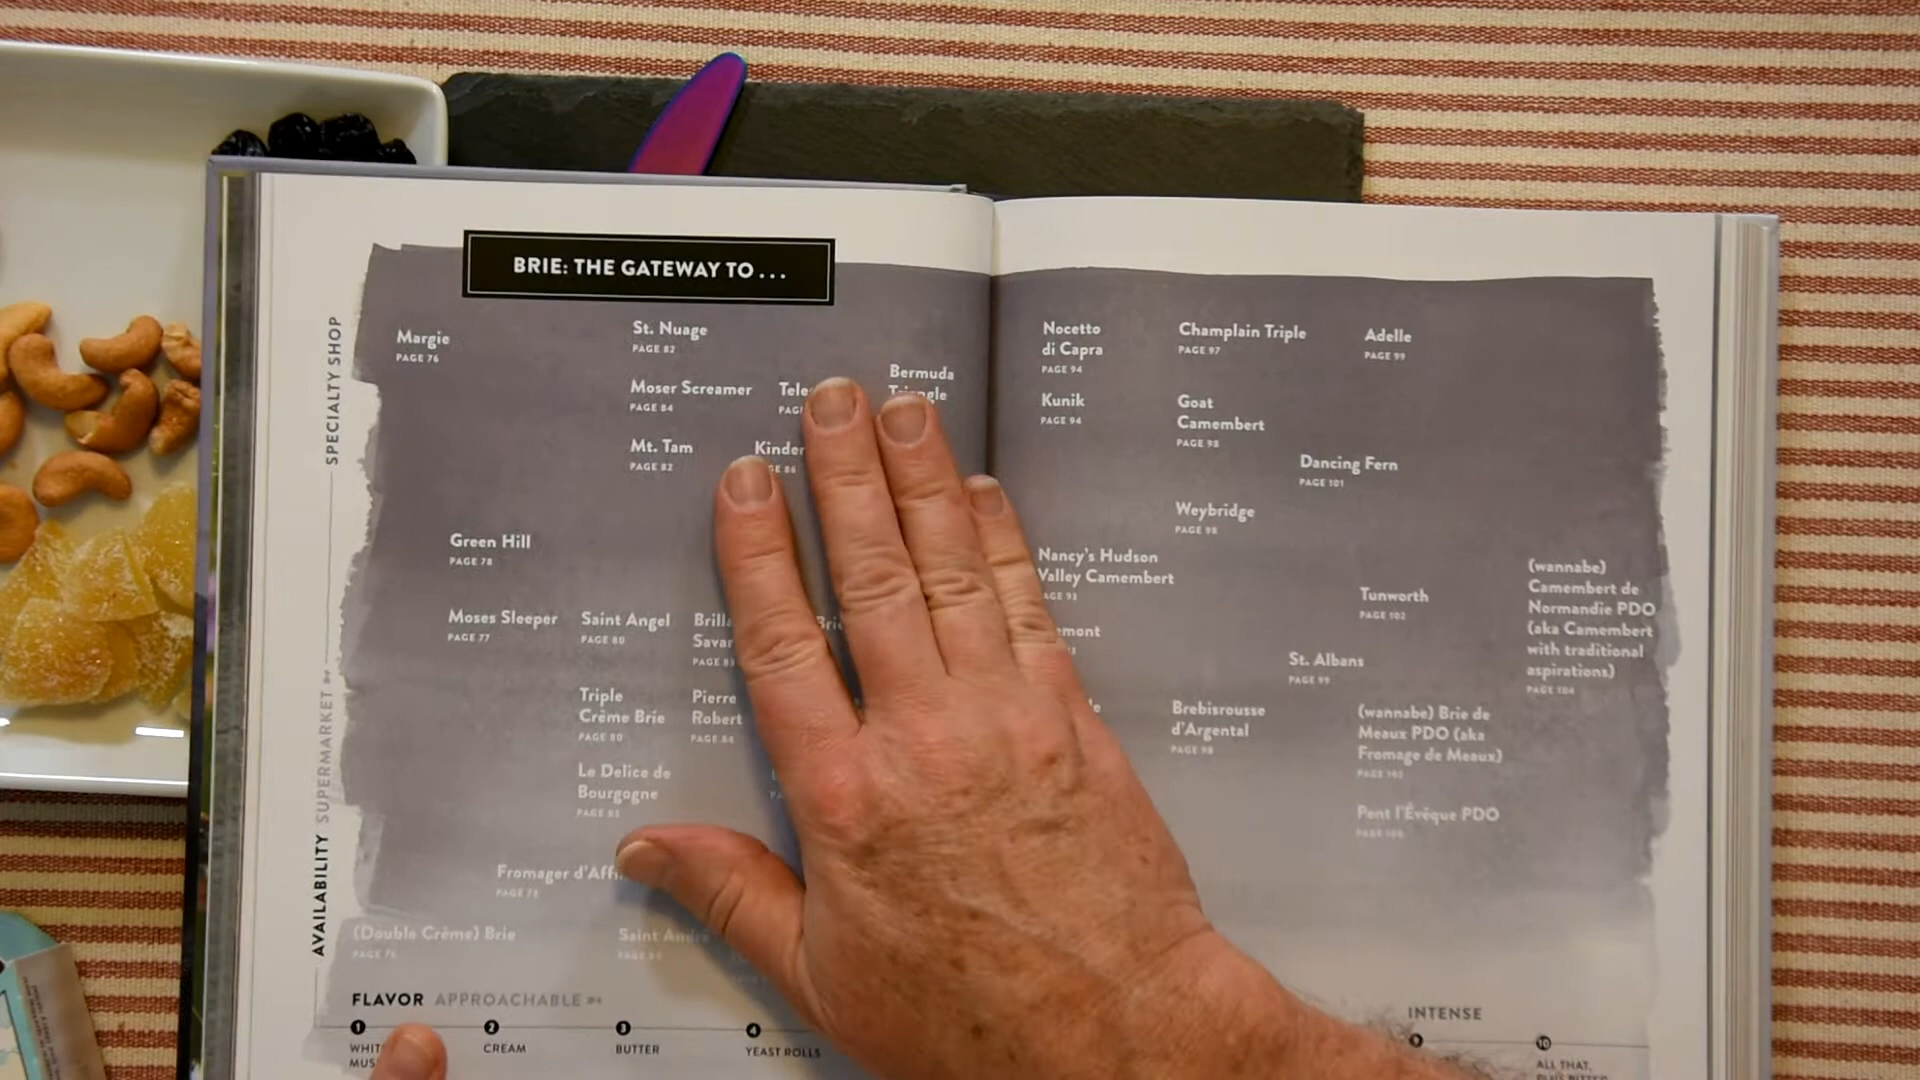 BRIE: THE GATEWAY TO...
Margie
PAGE 76
St. Nuage
PAGE 82
Moser Screamer
PAGE 84
Bermuda
Mt. Tam
PAGE 82
Green Hill
PAGE 78
Moses Sleeper
PAGE 77
Saint Angel
PAGE 80
Triple
Crème Brie
PAGE 80
Pierre
Robert
PAGE 86
Le Delice de
Bourgogne
Fromager
(Double Crème) Brie
Saint
Nocetto
di Capra
PAGE 94
Kunik
PAGE 94
Champlain Triple
PAGE 97
Adelle
PAGE 99
Goat
Camembert
PAGE 98
Dancing Fern
PAGE 101
Weybridge
PAGE 98
Nancy's Hudson
Valley Camembert
Tunworth
PAGE 102
(wannabe)
Camembert de
Normandie PDO
(aka Camembert
with traditional
aspirations)
PAGE 104
St. Albans
PAGE 99
Brebisrousse
d'Argental
PAGE 98
(wannabe) Brie de
Meaux PDO (aka
Fromage de Meaux)
Pont l'Évêque PDO
SPECIALTY SHOP
AVAILABILITY SUPERMARKET
FLAVOR APPROACHABLE
INTENSE
1
2
CREAM
3
BUTTER
4
YEAST ROLLS
9
10
ALL THAT,